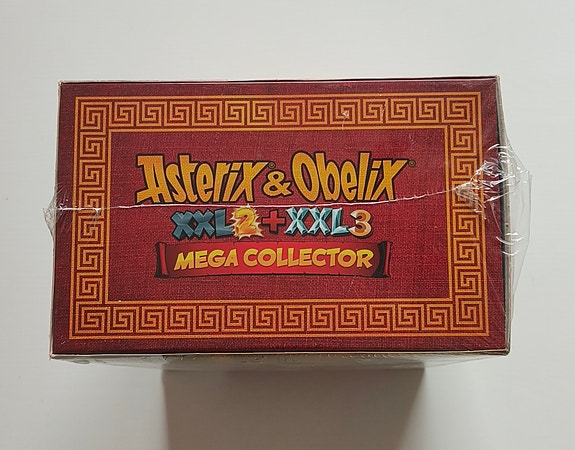 Asterix® & Obelix®
XXL2+XXL3
MEGA COLLECTOR